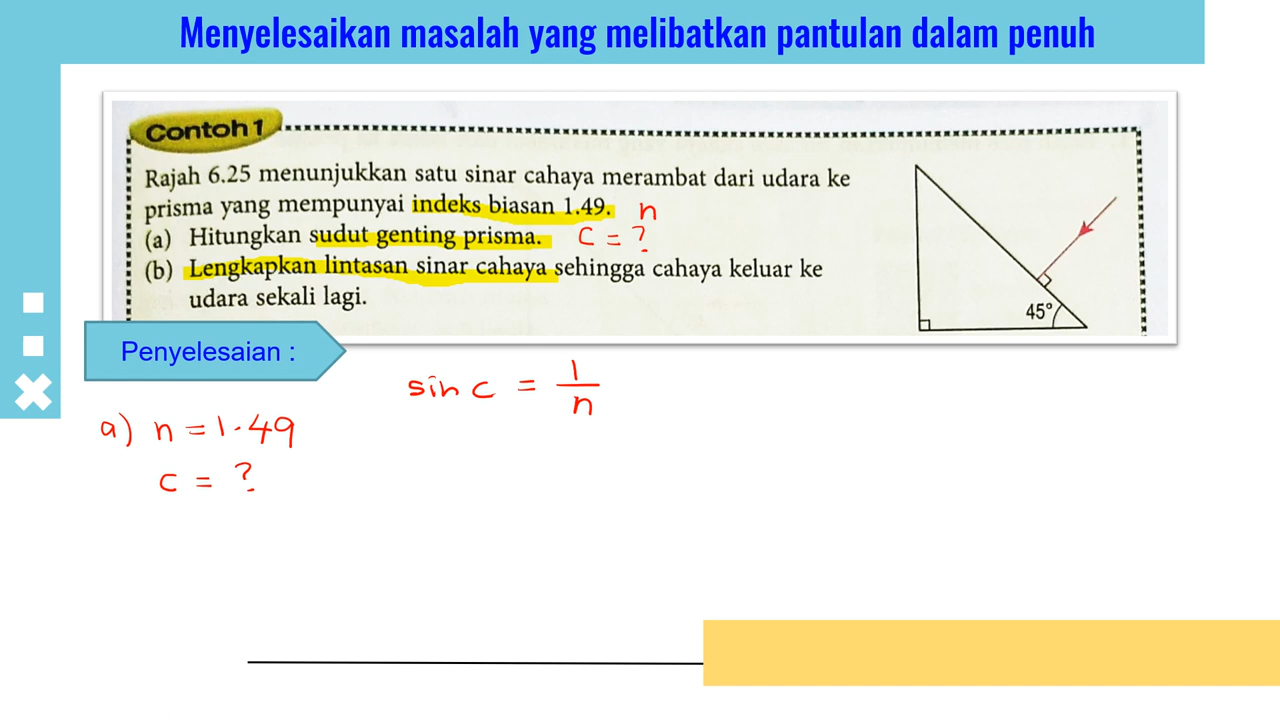 Menyelesaikan masalah yang melibatkan pantulan dalam penuh
Contoh 1
Rajah 6.25 menunjukkan satu sinar cahaya merambat dari udara ke
prisma yang mempunyai indeks biasan 1.49. n
(a) Hitungkan sudut genting prisma. c = ?
(b) Lengkapkan lintasan sinar cahaya sehingga cahaya keluar ke
udara sekali lagi.
45°
Penyelesaian :
sin c = 1/n
a) n = 1.49
c = ?